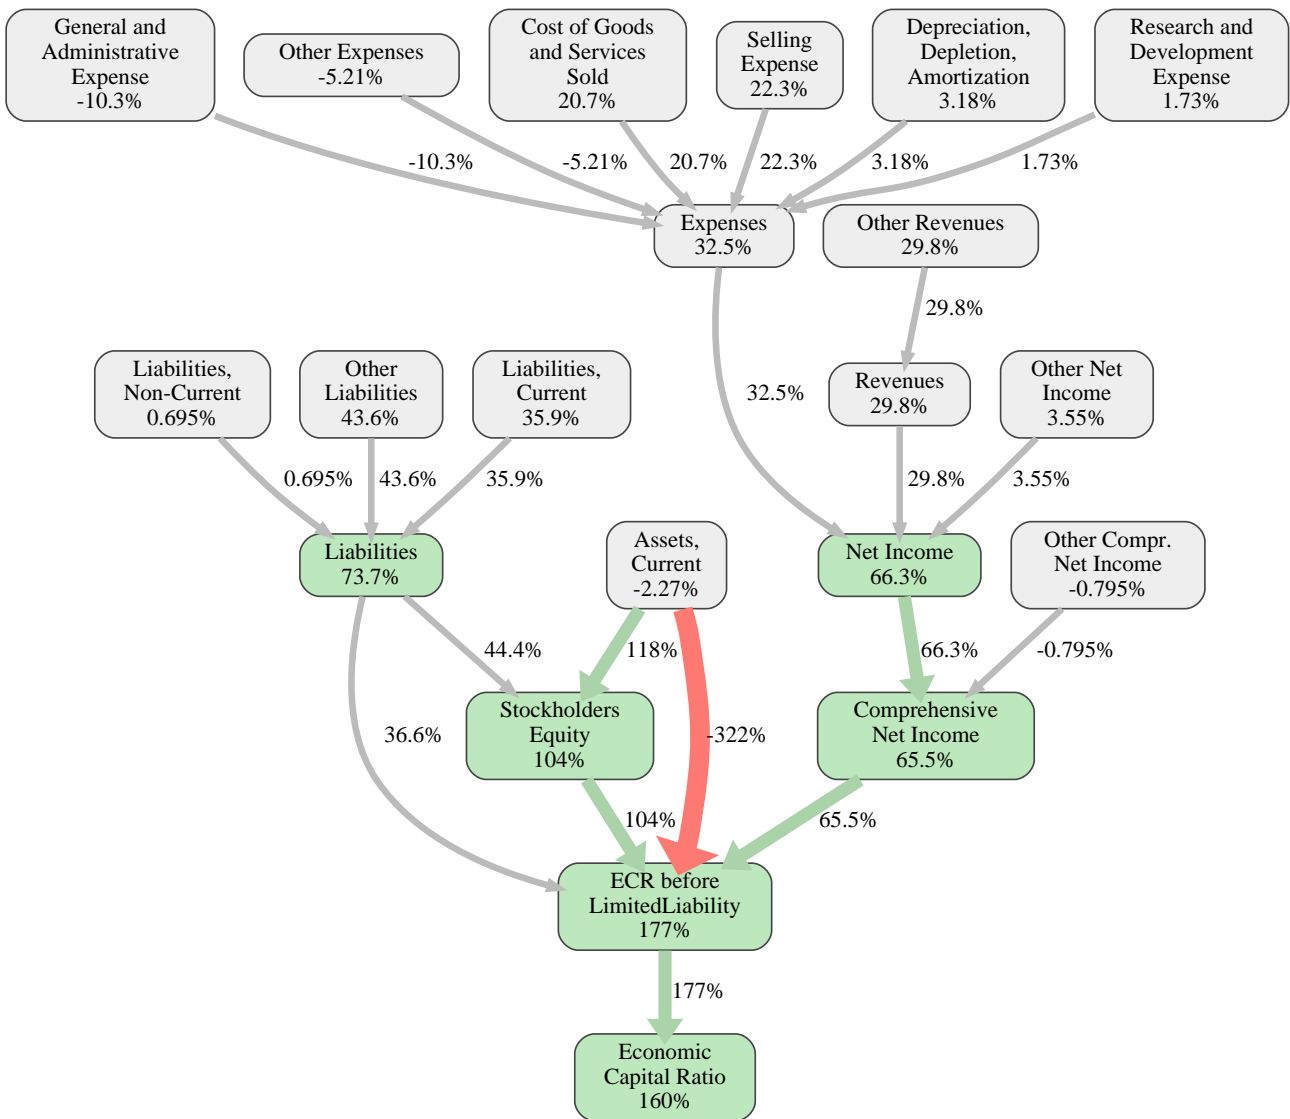 General and
Administrative
Expense
-10.3%
Other Expenses
-5.21%
Cost of Goods
and Services
Sold
20.7%
Selling
Expense
22.3%
Depreciation,
Depletion,
Amortization
3.18%
Research and
Development
Expense
1.73%
-10.3%
-5.21%
20.7%
22.3%
3.18%
1.73%
Expenses
32.5%
Other Revenues
29.8%
29.8%
Liabilities,
Non-Current
0.695%
Other
Liabilities
43.6%
Liabilities,
Current
35.9%
32.5%
Revenues
29.8%
Other Net
Income
3.55%
0.695%
43.6%
35.9%
29.8%
3.55%
Liabilities
73.7%
Assets,
Current
-2.27%
Net Income
66.3%
Other Compr.
Net Income
-0.795%
44.4%
118%
66.3%
-0.795%
36.6%
Stockholders
Equity
104%
-322%
Comprehensive
Net Income
65.5%
104%
65.5%
ECR before
LimitedLiability
177%
177%
Economic
Capital Ratio
160%